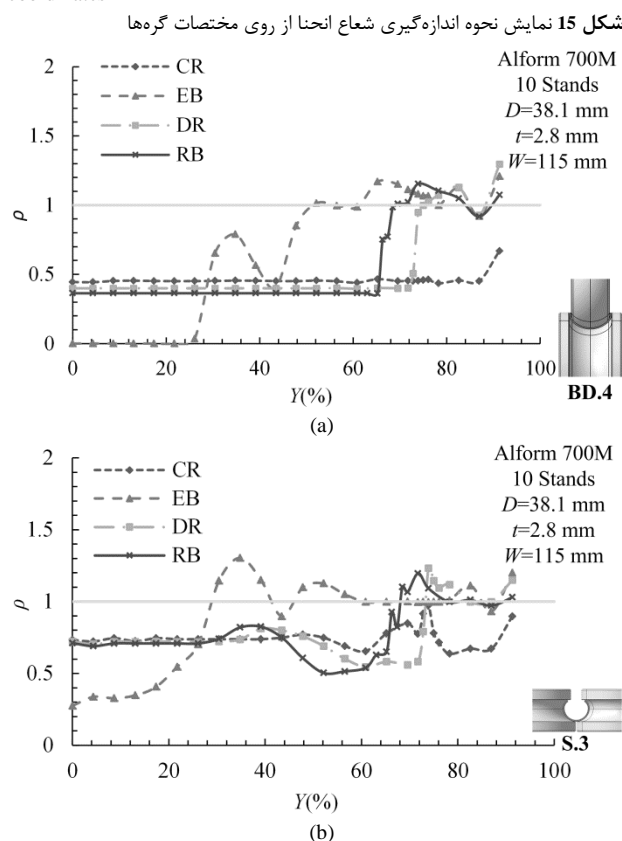 شکل 15 نمایش نحوه اندازه‌گیری شعاع انحنا از روی مختصات گره‌ها
2
1.5
1
0.5
0
ρ
CR
EB
DR
RB
Alform 700M
10 Stands
D=38.1 mm
t=2.8 mm
W=115 mm
BD.4
0 20 40 60 80 100
Y(%)
(a)
2
1.5
1
0.5
0
ρ
CR
EB
DR
RB
Alform 700M
10 Stands
D=38.1 mm
t=2.8 mm
W=115 mm
S.3
0 20 40 60 80 100
Y(%)
(b)